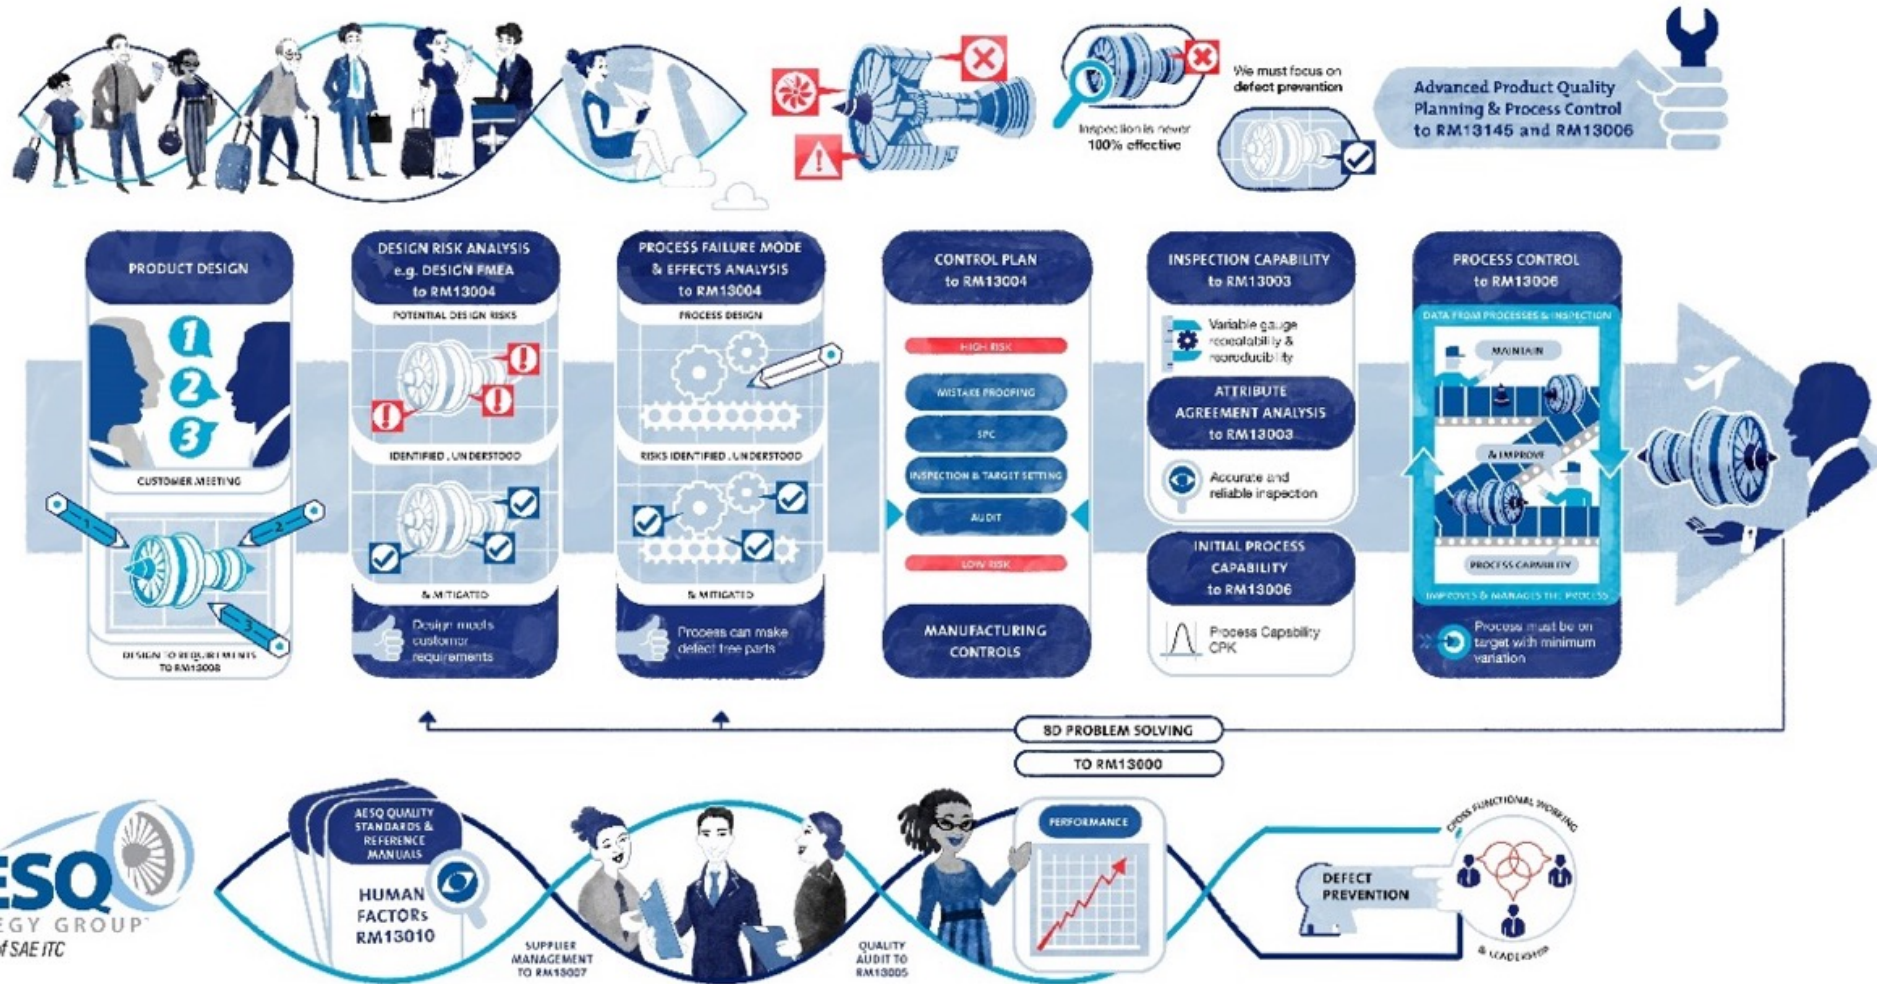 Inspection is never
100% effective
We must focus on
defect prevention
Advanced Product Quality
Planning & Process Control
to RM13145 and RM13006
PRODUCT DESIGN
1
2
3
CUSTOMER MEETING
1
2
3
DESIGN TO REQUIREMENTS
TO RM13008
DESIGN RISK ANALYSIS
e.g. DESIGN FMEA
to RM13004
POTENTIAL DESIGN RISKS
IDENTIFIED, UNDERSTOOD
& MITIGATED
Design meets
customer
requirements
PROCESS FAILURE MODE
& EFFECTS ANALYSIS
to RM13004
PROCESS DESIGN
RISKS IDENTIFIED, UNDERSTOOD
& MITIGATED
Process can make
defect free parts
CONTROL PLAN
to RM13004
HIGH RISK
MISTAKE PROOFING
SPC
INSPECTION & TARGET SETTING
AUDIT
LOW RISK
MANUFACTURING
CONTROLS
INSPECTION CAPABILITY
to RM13003
Variable gauge
repeatability &
reproducibility
ATTRIBUTE
AGREEMENT ANALYSIS
to RM13003
Accurate and
reliable inspection
INITIAL PROCESS
CAPABILITY
to RM13006
Process Capability
CPK
PROCESS CONTROL
to RM13006
DATA FROM PROCESSES & INSPECTION
MAINTAIN
& IMPROVE
PROCESS CAPABILITY
IMPROVES & MANAGES THE PROCESS
Process must be on
target with minimum
variation
8D PROBLEM SOLVING
TO RM13000
ESQ
EGY GROUP
of SAE ITC
AESQ QUALITY
STANDARDS &
REFERENCE
MANUALS
HUMAN
FACTORs
RM13010
SUPPLIER
MANAGEMENT
TO RM13007
QUALITY
AUDIT TO
RM13005
PERFORMANCE
DEFECT
PREVENTION
CROSS FUNCTIONAL WORKING
& LEADERSHIP